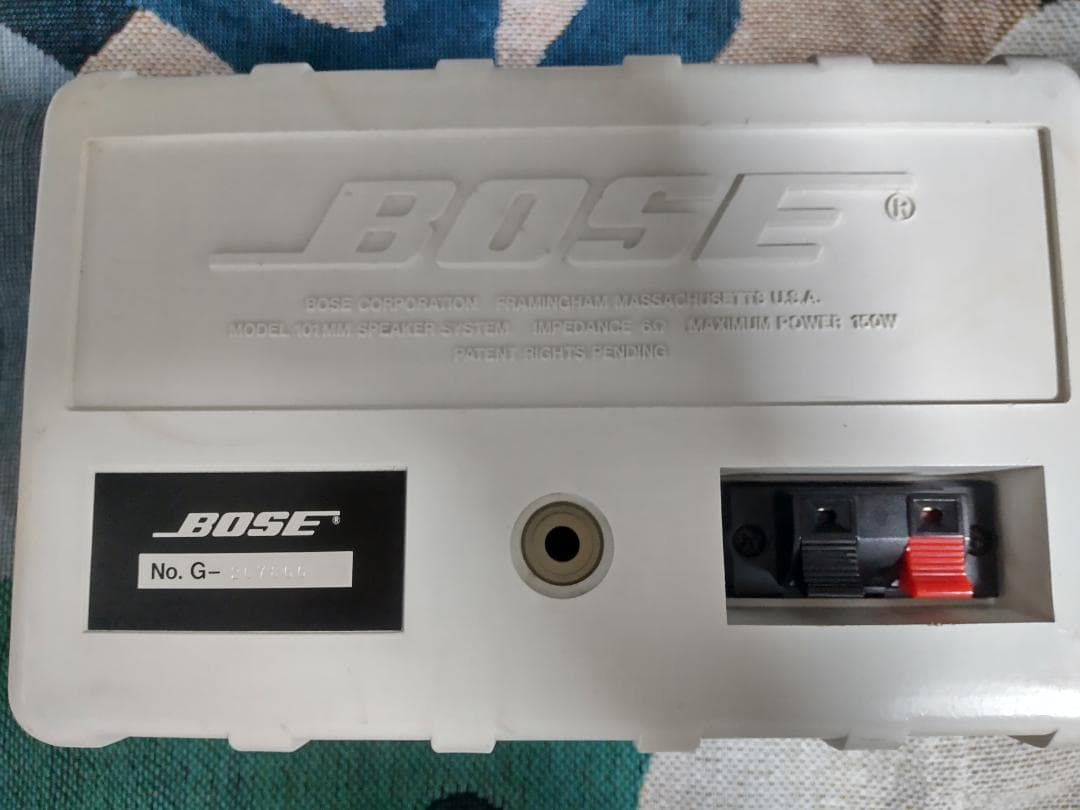 BOSE®
BOSE CORPORATION FRAMINGHAM MASSACHUSETTS U.S.A.
MODEL 101MM SPEAKER SYSTEM IMPEDANCE 6Ω MAXIMUM POWER 150W
PATENT RIGHTS PENDING
BOSE®
No. G-